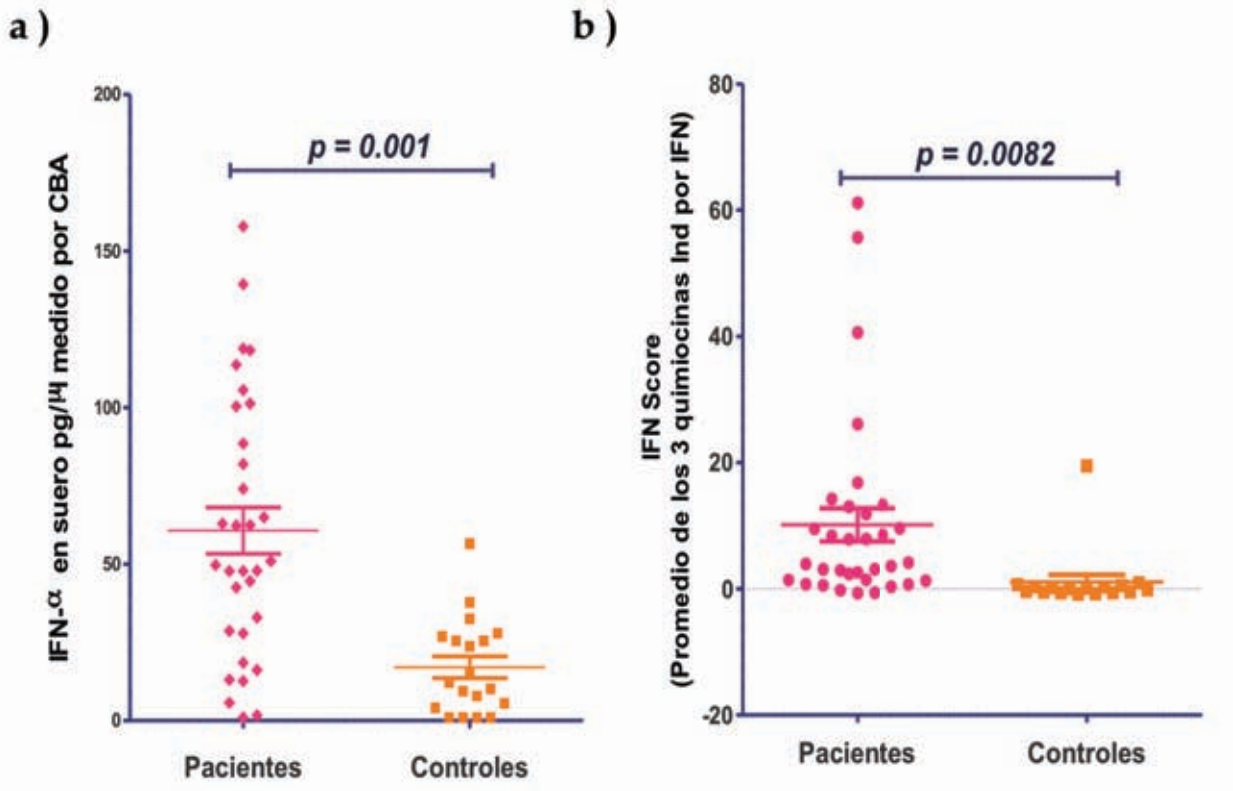 a )
200
150
100
50
0
IFN-α en suero pg/μl medido por CBA
p = 0.001
Pacientes
Controles
b )
80
60
40
20
0
-20
IFN Score
(Promedio de los 3 quimiocinas Ind por IFN)
p = 0.0082
Pacientes
Controles